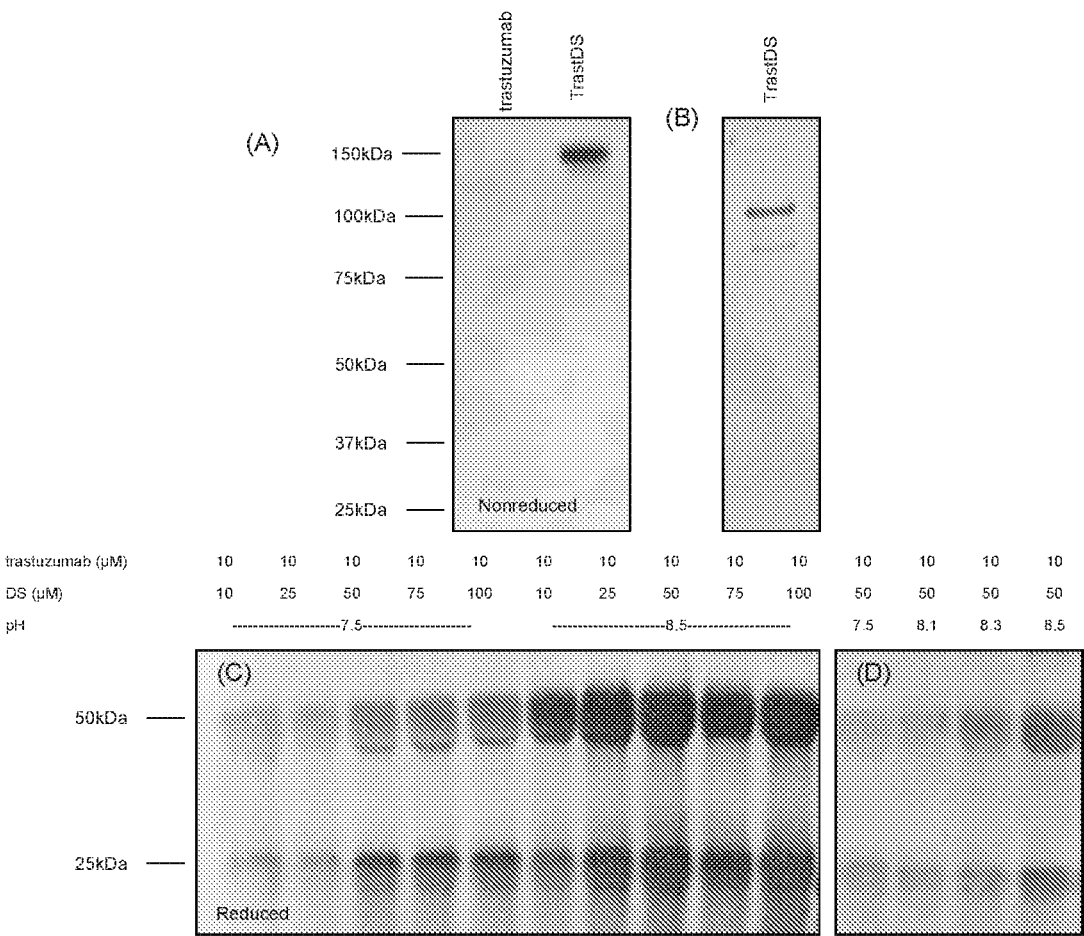 trastuzumab
TrastDS
TrastDS
(A)
(B)
150kDa
100kDa
75kDa
50kDa
37kDa
25kDa
Nonreduced
trastuzumab (µM) 10 10 10 10 10 10 10 10 10 10 10 10 10 10
DS (µM) 10 25 50 75 100 10 25 50 75 100 50 50 50 50
pH 7.5 8.5 7.5 8.1 8.3 8.5
(C)
(D)
50kDa
25kDa
Reduced